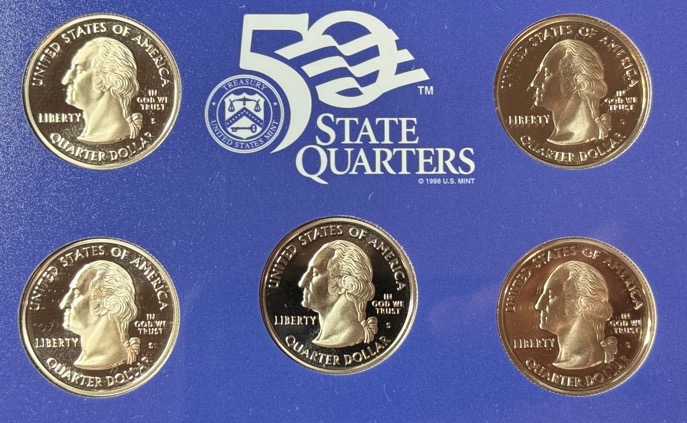 UNITED STATES OF AMERICA
LIBERTY
IN
GOD WE
TRUST
S
QUARTER DOLLAR
50
TM
TREASURY
UNITED STATES MINT
STATE
QUARTERS
© 1998 U.S. MINT
UNITED STATES OF AMERICA
LIBERTY
IN
GOD WE
TRUST
S
QUARTER DOLLAR
UNITED STATES OF AMERICA
LIBERTY
IN
GOD WE
TRUST
S
QUARTER DOLLAR
UNITED STATES OF AMERICA
LIBERTY
IN
GOD WE
TRUST
S
QUARTER DOLLAR
UNITED STATES OF AMERICA
LIBERTY
IN
GOD WE
TRUST
S
QUARTER DOLLAR